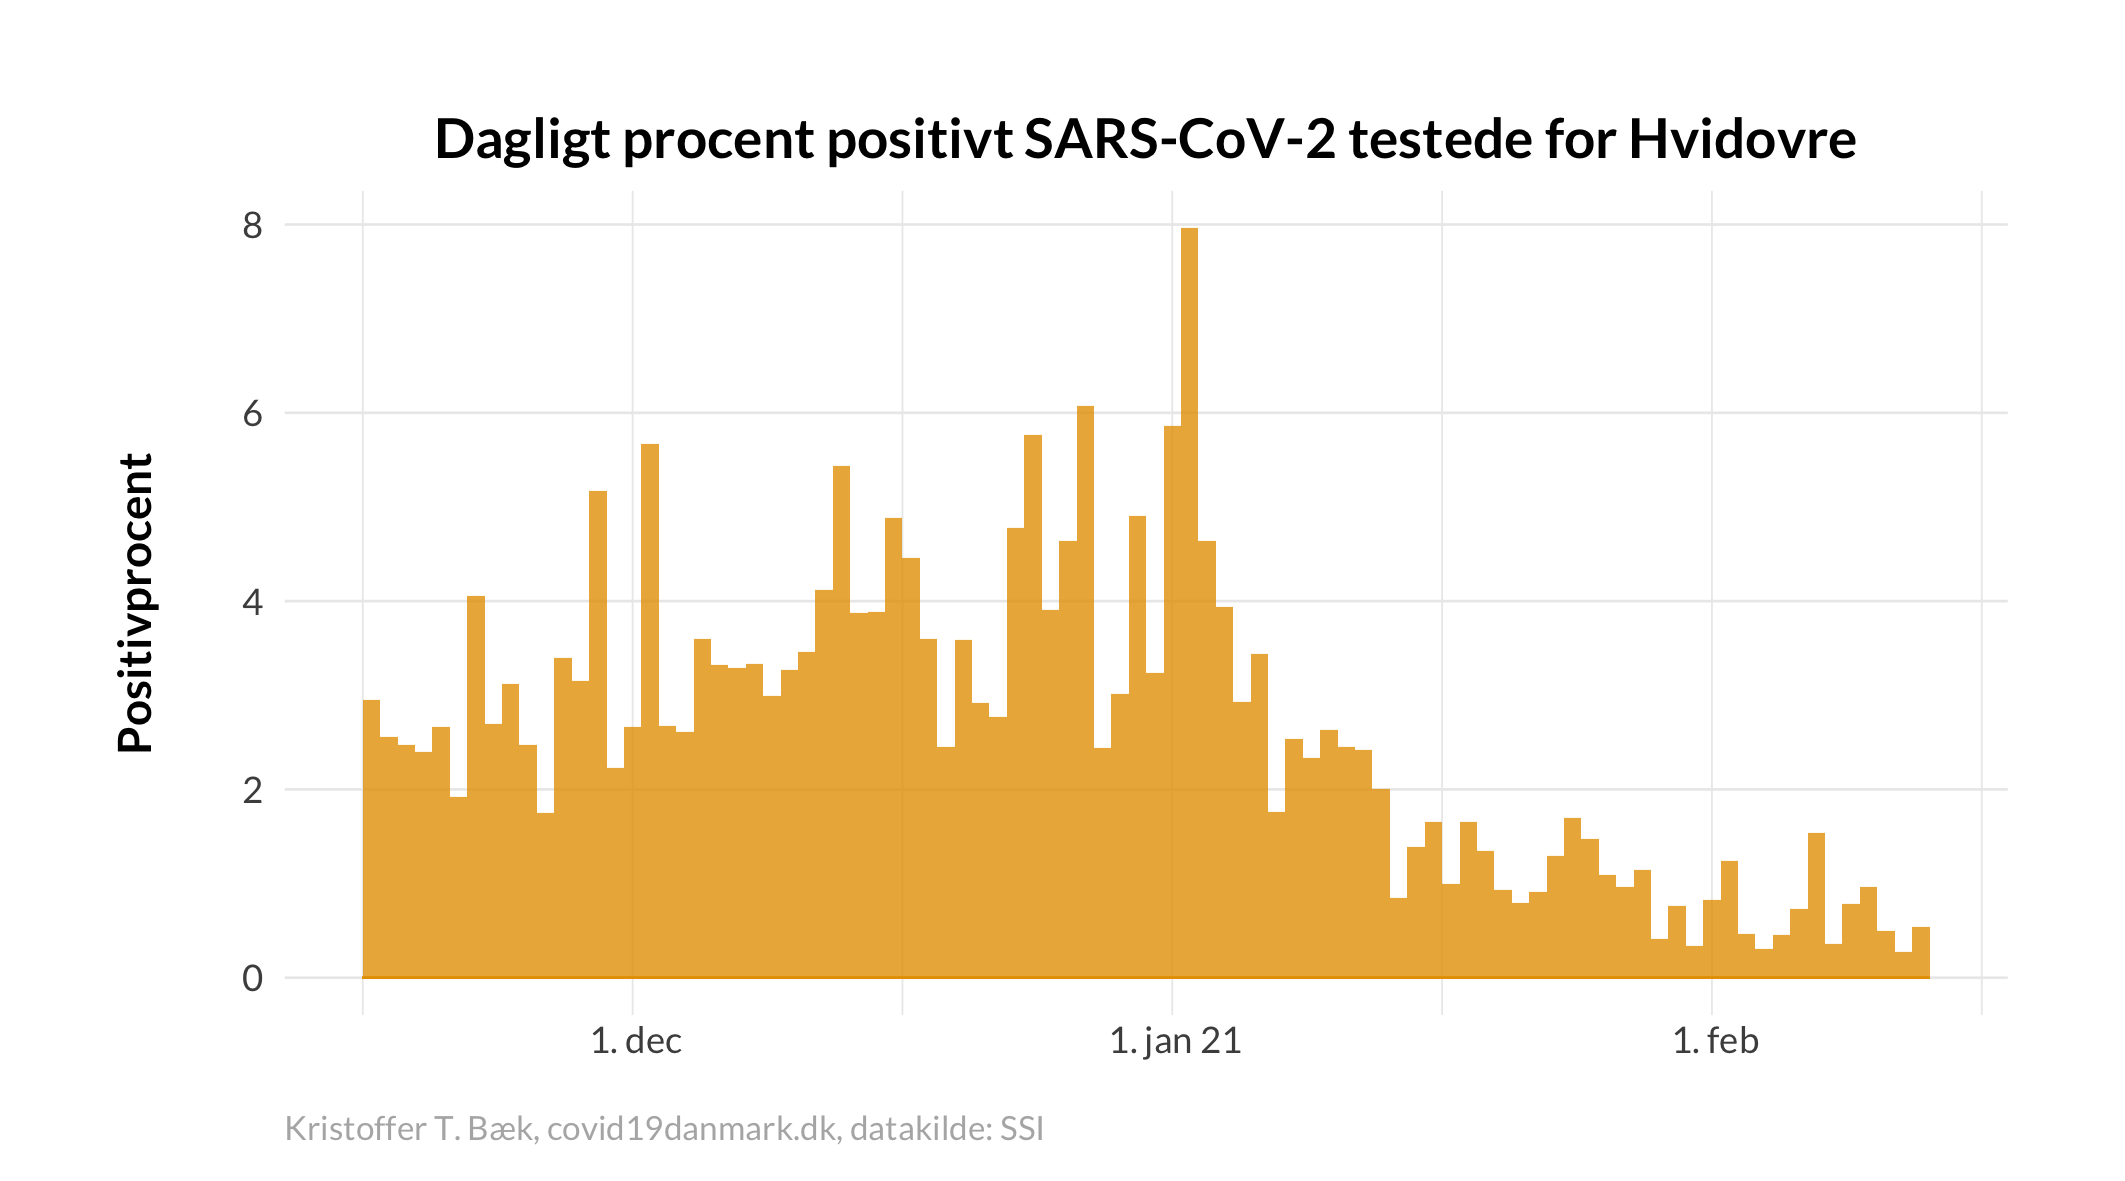 Dagligt procent positivt SARS-CoV-2 testede for Hvidovre
Positivprocent
8
6
4
2
0
1. dec
1. jan 21
1. feb
Kristoffer T. Bæk, covid19danmark.dk, datakilde: SSI